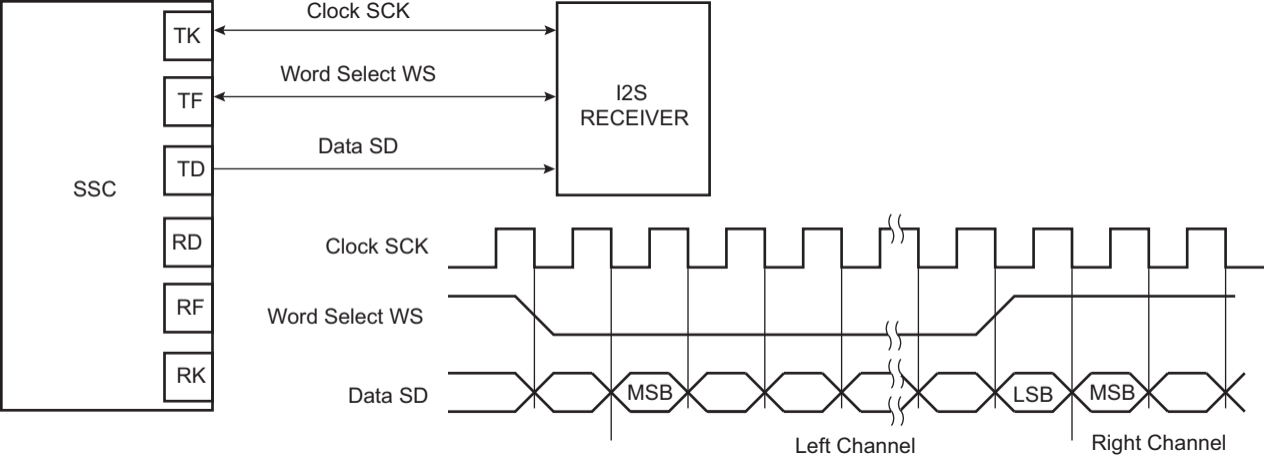 Clock SCK
TK
Word Select WS
TF
I2S
RECEIVER
Data SD
TD
SSC
RD
Clock SCK
RF
Word Select WS
RK
Data SD
MSB
LSB
MSB
Left Channel
Right Channel